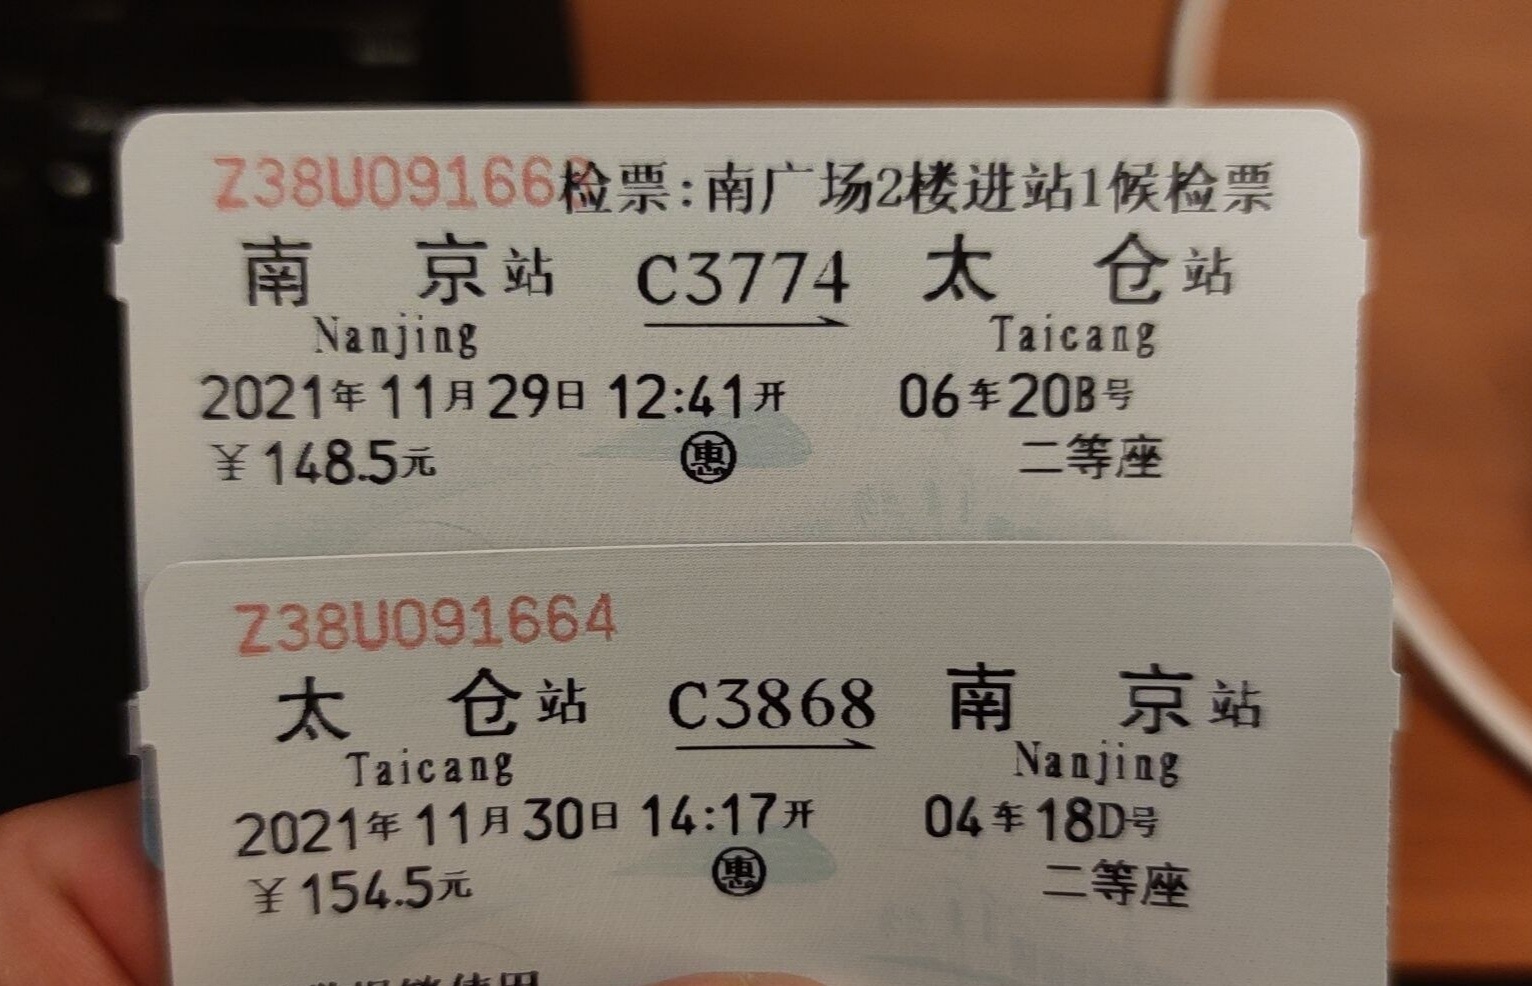 Z38U09166 检票:南广场2楼进站1候检票
南 京站 C3774 太 仓站
Nanjing Taicang
2021年11月29日 12:41开 06车20B号
￥148.5元 惠 二等座
Z38U091664
太 仓站 C3868 南 京站
Taicang Nanjing
2021年11月30日 14:17开 04车18D号
￥154.5元 惠 二等座